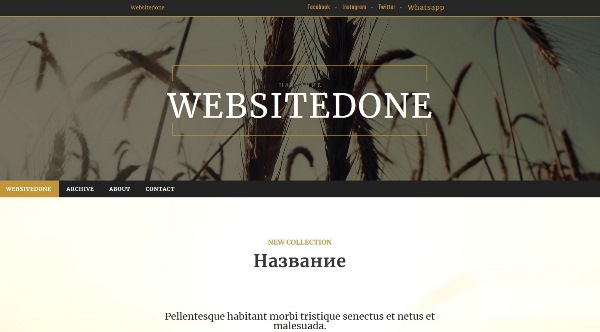 Websitedone
Facebook - Instagram - Twitter - Whatsapp
WEBSITEDONE
WEBSITEDONE ARCHIVE ABOUT CONTACT
NEW COLLECTION
Название
Pellentesque habitant morbi tristique senectus et netus et
malesuada.